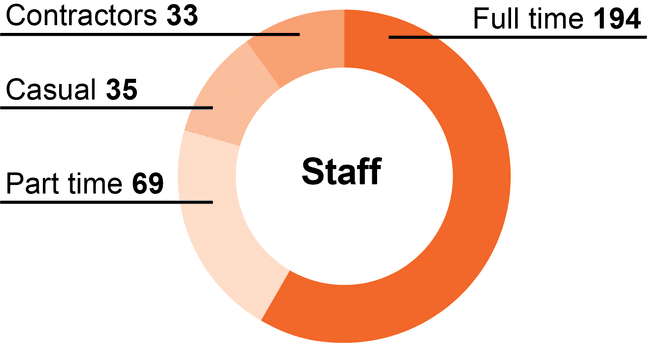 Contractors 33
Full time 194
Casual 35
Staff
Part time 69